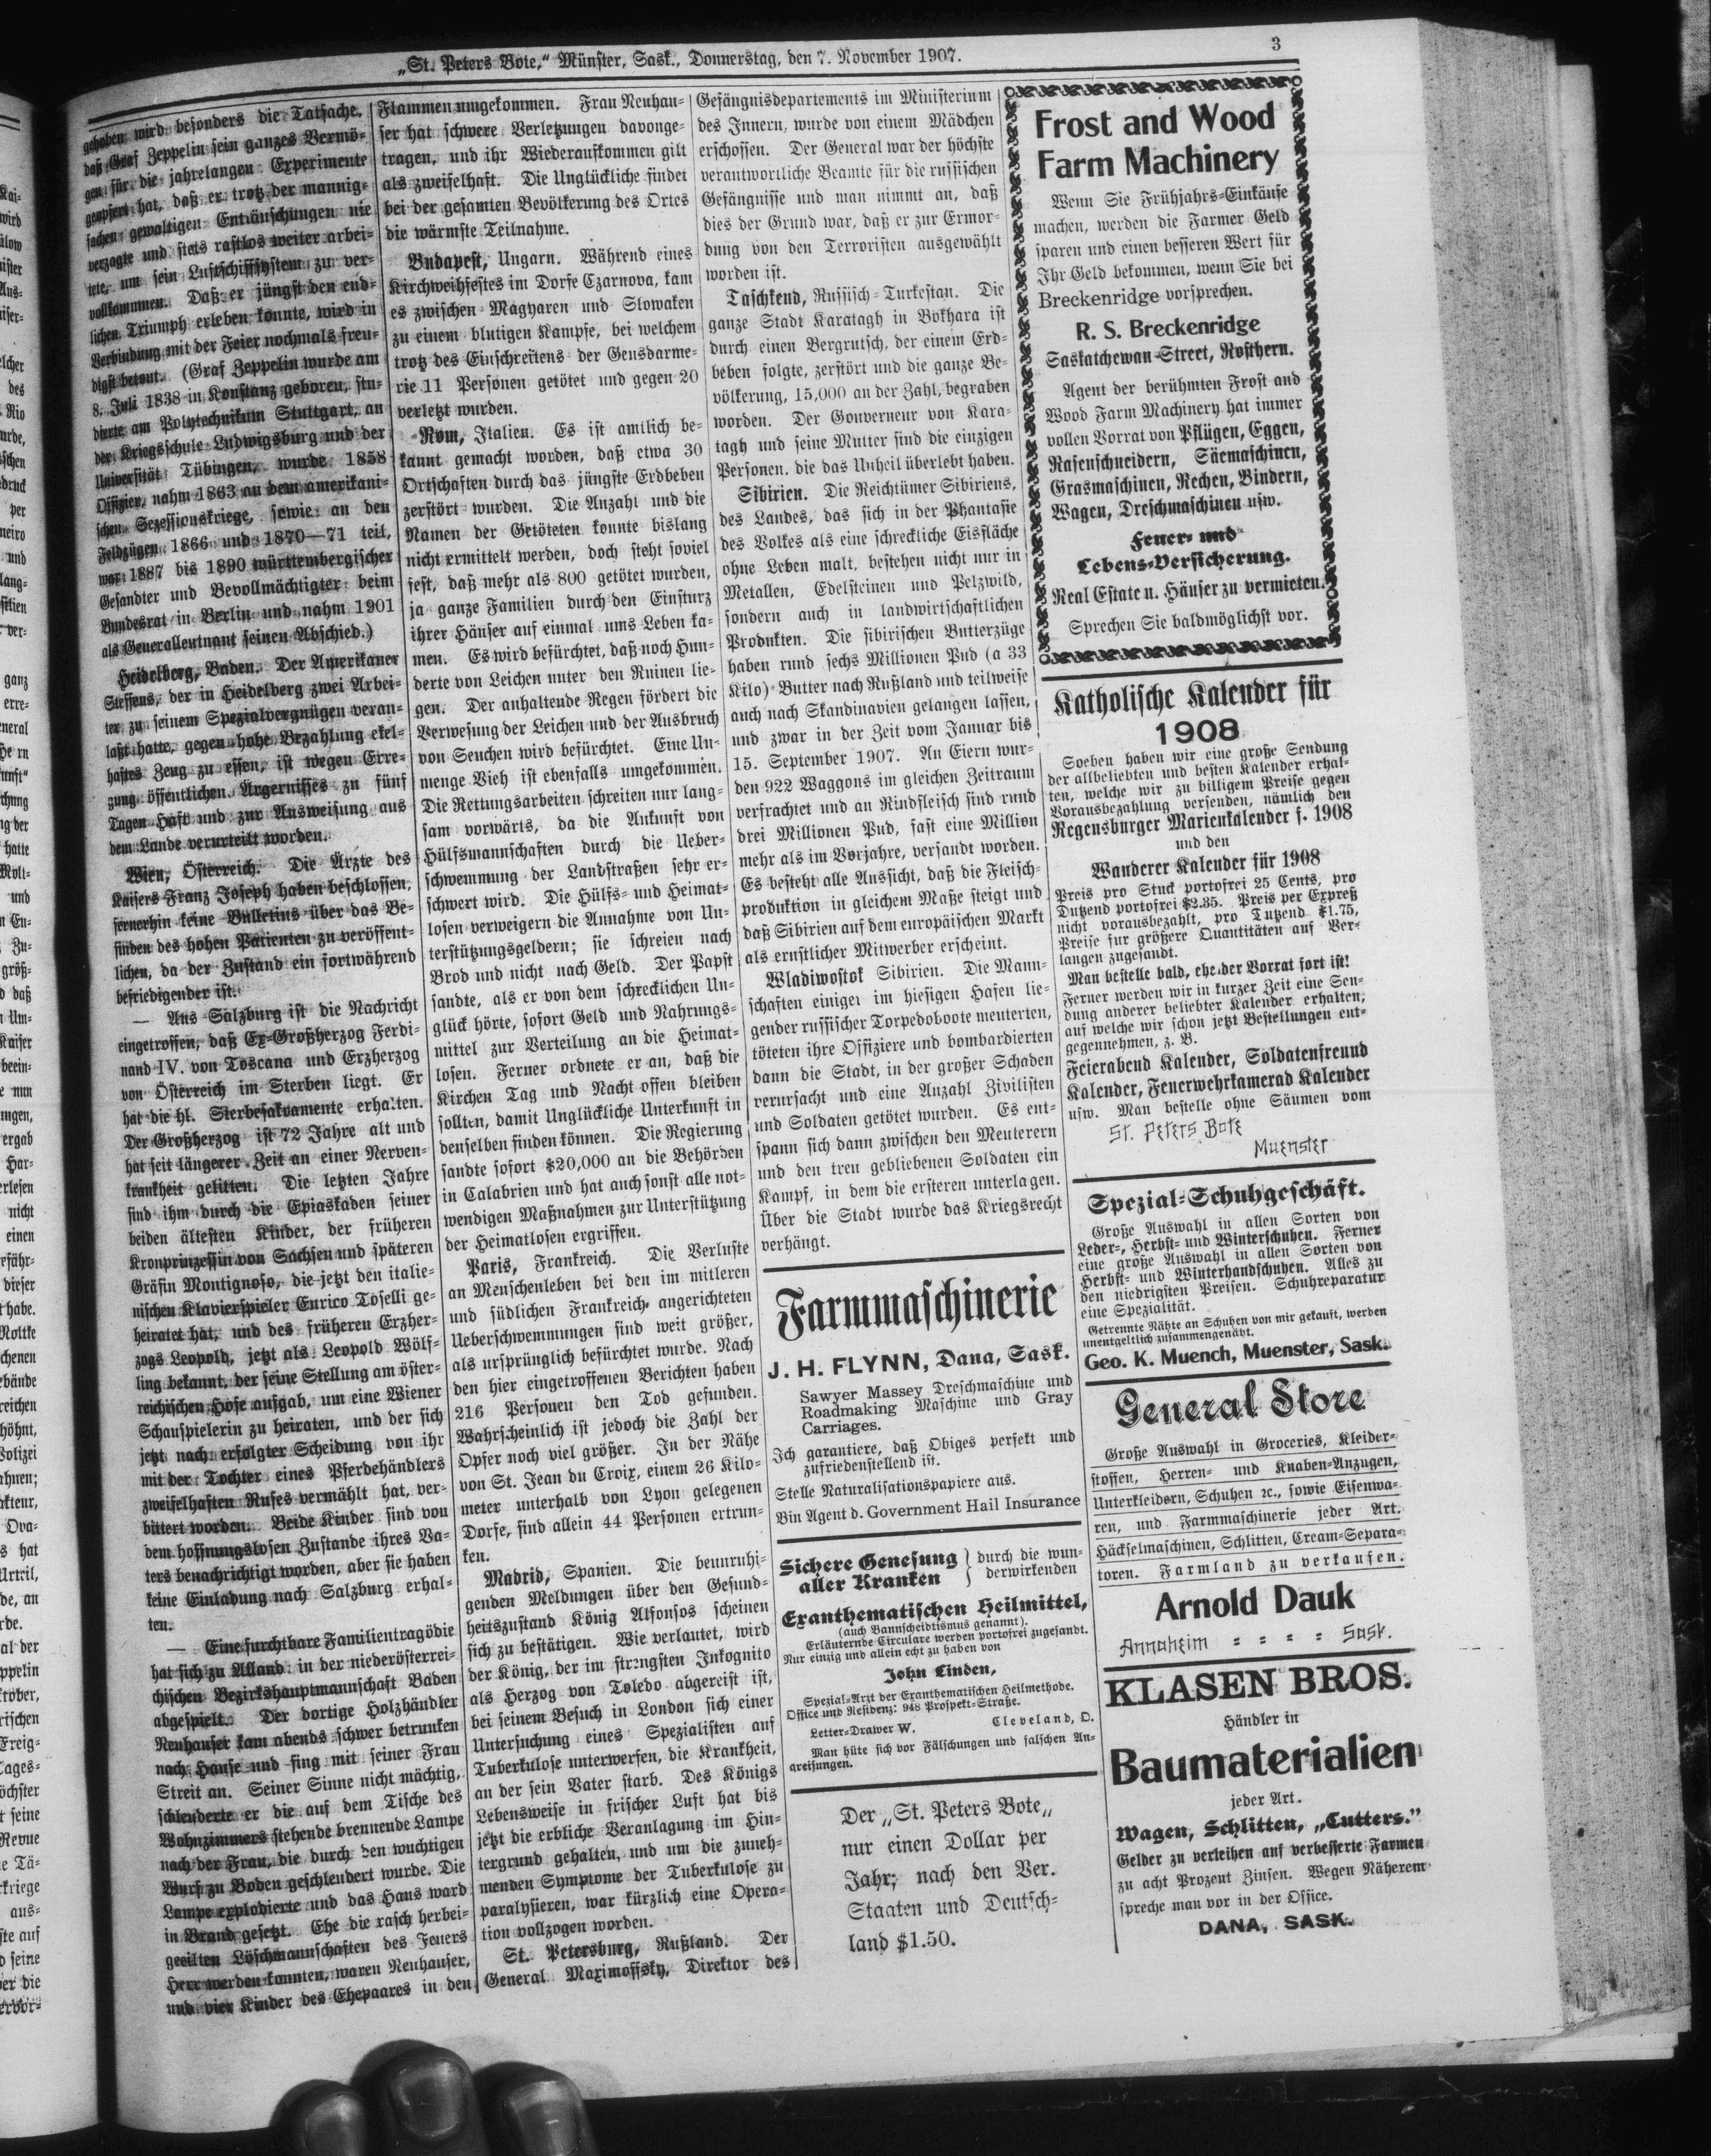 „St. Peters Bote,“ Münster, Sask., Donnerstag, den 7. November 1907.
3
gehoben wird besonders die Tatsache,
daß Graf Zeppelin sein ganzes Vermö-
gen für die jahrelangen Experimente
geopfert hat, daß er trotz der mannig-
fachen gewaltigen Enttäuschungen nie
verzagte und stets rastlos weiter arbei-
tete, um sein Luftschiffsystem zu ver-
vollkommnen. Daß er jüngst den end-
lichen Triumph erleben konnte, wird in
Verbindung mit der Feier nochmals freu-
digst betont. (Graf Zeppelin wurde am
8. Juli 1838 in Konstanz geboren, stu-
dierte am Polytechnikum Stuttgart, an
der Kriegsschule Ludwigsburg und der
Universität Tübingen, wurde 1858
Offizier, nahm 1863 an dem amerikani-
schen Sezessionskriege, sowie an den
Feldzügen 1866 und 1870—71 teil,
war 1887 bis 1890 württembergischer
Gesandter und Bevollmächtigter beim
Bundesrat in Berlin und nahm 1901
als Generalleutnant seinen Abschied.)
Heidelberg, Baden. Der Amerikaner
Steffens, der in Heidelberg zwei Arbei-
ter zu seinem Spezialvergnügen veran-
laßt hatte, gegen hohe Bezahlung ekel-
haftes Zeug zu essen, ist wegen Erre-
gung öffentlichen Ärgernisses zu fünf
Tagen Haft und zur Ausweisung aus
dem Lande verurteilt worden.
Wien, Österreich. Die Ärzte des
Kaisers Franz Joseph haben beschlossen,
fernerhin keine Bulletins über das Be-
finden des hohen Patienten zu veröffent-
lichen, da der Zustand ein fortwährend
befriedigender ist.
— Aus Salzburg ist die Nachricht
eingetroffen, daß Ex-Großherzog Ferdi-
nand IV. von Toscana und Erzherzog
von Österreich im Sterben liegt. Er
hat die hl. Sterbesakramente erhalten.
Der Großherzog ist 72 Jahre alt und
hat seit längerer Zeit an einer Nerven-
krankheit gelitten. Die letzten Jahre
sind ihm durch die Epiaskaden seiner
beiden ältesten Kinder, der früheren
Kronprinzessin von Sachsen und späteren
Gräfin Montignoso, die jetzt den italie-
nischen Klavierspieler Enrico Toselli ge-
heiratet hat, und des früheren Erzher-
zogs Leopold, jetzt als Leopold Wölf-
ling bekannt, der seine Stellung am öster-
reichischen Hofe aufgab, um eine Wiener
Schauspielerin zu heiraten, und der sich
jetzt nach erfolgter Scheidung von ihr
mit der Tochter eines Pferdehändlers
zweifelhaften Rufes vermählt hat, ver-
bittert worden. Beide Kinder sind von
dem hoffnungslosen Zustande ihres Va-
ters benachrichtigt worden, aber sie haben
keine Einladung nach Salzburg erhal-
ten.
— Eine furchtbare Familientragödie
hat sich zu Alland in der niederösterrei-
chischen Bezirkshauptmannschaft Baden
abgespielt. Der dortige Holzhändler
Neuhauser kam abends schwer betrunken
nach Hause und fing mit seiner Frau
Streit an. Seiner Sinne nicht mächtig,
schleuderte er die auf dem Tische des
Wohnzimmers stehende brennende Lampe
nach der Frau, die durch den wuchtigen
Wurf zu Boden geschleudert wurde. Die
Lampe explodierte und das Haus ward
in Brand gesetzt. Ehe die rasch herbei-
geeilten Löschmannschaften des Feuers
Herr werden konnten, waren Neuhauser,
und vier Kinder des Ehepaares in den
Flammen umgekommen. Frau Neuhau-
ser hat schwere Verletzungen davonge-
tragen, und ihr Wiederaufkommen gilt
als zweifelhaft. Die Unglückliche findet
bei der gesamten Bevölkerung des Ortes
die wärmste Teilnahme.
Budapest, Ungarn. Während eines
Kirchweihfestes im Dorfe Czarnova, kam
es zwischen Magyaren und Slowaken
zu einem blutigen Kampfe, bei welchem
trotz des Einschreitens der Gensdarme-
rie 11 Personen getötet und gegen 20
verletzt wurden.
Rom, Italien. Es ist amtlich be-
kannt gemacht worden, daß etwa 30
Ortschaften durch das jüngste Erdbeben
zerstört wurden. Die Anzahl und die
Namen der Getöteten konnte bislang
nicht ermittelt werden, doch steht soviel
fest, daß mehr als 800 getötet wurden,
ja ganze Familien durch den Einsturz
ihrer Häuser auf einmal ums Leben ka-
men. Es wird befürchtet, daß noch Hun-
derte von Leichen unter den Ruinen lie-
gen. Der anhaltende Regen fördert die
Verwesung der Leichen und der Ausbruch
von Seuchen wird befürchtet. Eine Un-
menge Vieh ist ebenfalls umgekommen.
Die Rettungsarbeiten schreiten nur lang-
sam vorwärts, da die Ankunft von
Hülfsmannschaften durch die Ueber-
schwemmung der Landstraßen sehr er-
schwert wird. Die Hülfs- und Heimat-
losen verweigern die Annahme von Un-
terstützungsgeldern; sie schreien nach
Brod und nicht nach Geld. Der Papst
sandte, als er von dem schrecklichen Un-
glück hörte, sofort Geld und Nahrungs-
mittel zur Verteilung an die Heimat-
losen. Ferner ordnete er an, daß die
Kirchen Tag und Nacht offen bleiben
sollten, damit Unglückliche Unterkunft in
denselben finden können. Die Regierung
sandte sofort $20,000 an die Behörden
in Calabrien und hat auch sonst alle not-
wendigen Maßnahmen zur Unterstützung
der Heimatlosen ergriffen.
Paris, Frankreich. Die Verluste
an Menschenleben bei den im mitleren
und südlichen Frankreich angerichteten
Ueberschwemmungen sind weit größer,
als ursprünglich befürchtet wurde. Nach
den hier eingetroffenen Berichten haben
216 Personen den Tod gefunden.
Wahrscheinlich ist jedoch die Zahl der
Opfer noch viel größer. In der Nähe
von St. Jean du Croix, einem 26 Kilo-
meter unterhalb von Lyon gelegenen
Dorfe, sind allein 44 Personen ertrun-
ken.
Madrid, Spanien. Die beunruhi-
genden Meldungen über den Gesund-
heitszustand König Alfonsos scheinen
sich zu bestätigen. Wie verlautet, wird
der König, der im strengsten Inkognito
als Herzog von Toledo abgereist ist,
bei seinem Besuch in London sich einer
Untersuchung eines Spezialisten auf
Tuberkulose unterwerfen, die Krankheit,
an der sein Vater starb. Des Königs
Lebensweise in frischer Luft hat bis
jetzt die erbliche Veranlagung im Hin-
tergrund gehalten, und um die zuneh-
menden Symptome der Tuberkulose zu
paralysieren, war kürzlich eine Opera-
tion vollzogen worden.
St. Petersburg, Rußland. Der
General Maximoffsky, Direktor des
Gefängnisdepartements im Ministerium
des Innern, wurde von einem Mädchen
erschossen. Der General war der höchste
verantwortliche Beamte für die russischen
Gefängnisse und man nimmt an, daß
dies der Grund war, daß er zur Ermor-
dung von den Terroristen ausgewählt
worden ist.
Taschkend, Russisch-Turkestan. Die
ganze Stadt Karatagh in Bokhara ist
durch einen Bergrutsch, der einem Erd-
beben folgte, zerstört und die ganze Be-
völkerung, 15,000 an der Zahl, begraben
worden. Der Gouverneur von Kara-
tagh und seine Mutter sind die einzigen
Personen, die das Unheil überlebt haben.
Sibirien. Die Reichtümer Sibiriens,
des Landes, das sich in der Phantasie
des Volkes als eine schreckliche Eisfläche
ohne Leben malt, bestehen nicht nur in
Metallen, Edelsteinen und Pelzwild,
sondern auch in landwirtschaftlichen
Produkten. Die sibirischen Butterzüge
haben rund sechs Millionen Pud (a 33
Kilo) Butter nach Rußland und teilweise
auch nach Skandinavien gelangen lassen,
und zwar in der Zeit vom Januar bis
15. September 1907. An Eiern wur-
den 922 Waggons im gleichen Zeitraum
verfrachtet und an Rindfleisch sind rund
drei Millionen Pud, fast eine Million
mehr als im Vorjahre, versandt worden.
Es besteht alle Aussicht, daß die Fleisch-
produktion in gleichem Maße steigt und
daß Sibirien auf dem europäischen Markt
als ernstlicher Mitwerber erscheint.
Wladiwostok Sibirien. Die Mann-
schaften einiger im hiesigen Hafen lie-
gender russischer Torpedoboote meuterten,
töteten ihre Offiziere und bombardierten
dann die Stadt, in der großer Schaden
verursacht und eine Anzahl Zivilisten
und Soldaten getötet wurden. Es ent-
spann sich dann zwischen den Meuterern
und den treu gebliebenen Soldaten ein
Kampf, in dem die ersteren unterlagen.
Über die Stadt wurde das Kriegsrecht
verhängt.
Farmmaschinerie
J. H. FLYNN, Dana, Sask.
Sawyer Massey Dreschmaschine und
Roadmaking Maschine und Gray
Carriages.
Ich garantiere, daß Obiges perfekt und
zufriedenstellend ist.
Stelle Naturalisationspapiere aus.
Bin Agent d. Government Hail Insurance
Sichere Genesung } durch die wun-
aller Kranken } derwirkenden
Exanthematischen Heilmittel,
(auch Baunscheidtismus genannt).
Erläuternde Circulare werden portofrei zugesandt.
Nur einzig und allein echt zu haben von
John Linden,
Spezial-Arzt der Exanthematischen Heilmethode.
Office und Residenz: 948 Prospekt-Straße.
Letter-Drawer W. Cleveland, O.
Man hüte sich vor Fälschungen und falschen An-
preisungen.
Der „St. Peters Bote„
nur einen Dollar per
Jahr; nach den Ver.
Staaten und Deutsch-
land $1.50.
Frost and Wood
Farm Machinery
Wenn Sie Frühjahrs-Einkäufe
machen, werden die Farmer Geld
sparen und einen besseren Wert für
Ihr Geld bekommen, wenn Sie bei
Breckenridge vorsprechen.
R. S. Breckenridge
Saskatchewan-Street, Rosthern.
Agent der berühmten Frost and
Wood Farm Machinery hat immer
vollen Vorrat von Pflügen, Eggen,
Rasenschneidern, Säemaschinen,
Grasmaschinen, Rechen, Bindern,
Wagen, Dreschmaschinen usw.
Feuer- und
Lebens-Versicherung.
Real Estate u. Häuser zu vermieten.
Sprechen Sie baldmöglichst vor.
Katholische Kalender für
1908
Soeben haben wir eine große Sendung
der allbeliebten und besten Kalender erhal-
ten, welche wir zu billigem Preise gegen
Vorausbezahlung versenden, nämlich den
Regensburger Marienkalender f. 1908
und den
Wanderer Kalender für 1908
Preis pro Stück portofrei 25 Cents, pro
Dutzend portofrei $2.35. Preis per Expreß
nicht vorausbezahlt, pro Dutzend $1.75,
Preise für größere Quantitäten auf Ver-
langen zugesandt.
Man bestelle bald, ehe der Vorrat fort ist!
Ferner werden wir in kurzer Zeit eine Sen-
dung anderer beliebter Kalender erhalten,
auf welche wir schon jetzt Bestellungen ent-
gegennehmen, z. B.
Feierabend Kalender, Soldatenfreund
Kalender, Feuerwehrkamerad Kalender
usw. Man bestelle ohne Säumen vom
St. Peters Bote
Muenster
Spezial-Schuhgeschäft.
Große Auswahl in allen Sorten von
Leder-, Herbst- und Winterschuhen. Ferner
eine große Auswahl in allen Sorten von
Herbst- und Winterhandschuhen. Alles zu
den niedrigsten Preisen. Schuhreparatur
eine Spezialität.
Getrennte Nähte an Schuhen von mir gekauft, werden
unentgeltlich zusammengenäht.
Geo. K. Muench, Muenster, Sask.
General Store
Große Auswahl in Groceries, Kleider-
stoffen, Herren- und Knaben-Anzugen,
Unterkleidern, Schuhen ꝛc., sowie Eisenwa-
ren, und Farmmaschinerie jeder Art.
Häckselmaschinen, Schlitten, Cream-Separa-
toren. Farmland zu verkaufen.
Arnold Dauk
Annaheim - - - - Sask.
KLASEN BROS.
Händler in
Baumaterialien
jeder Art.
Wagen, Schlitten, „Cutters.“
Gelder zu verleihen auf verbesserte Farmen
zu acht Prozent Zinsen. Wegen Näherem
spreche man vor in der Office.
DANA, SASK.